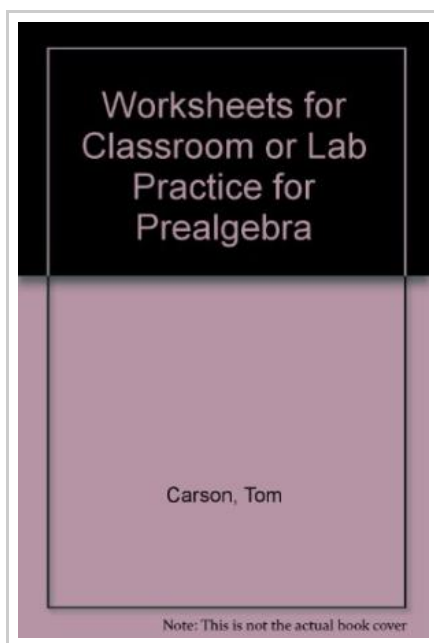 Worksheets for
Classroom or Lab
Practice for
Prealgebra
Carson, Tom
Note: This is not the actual book cover